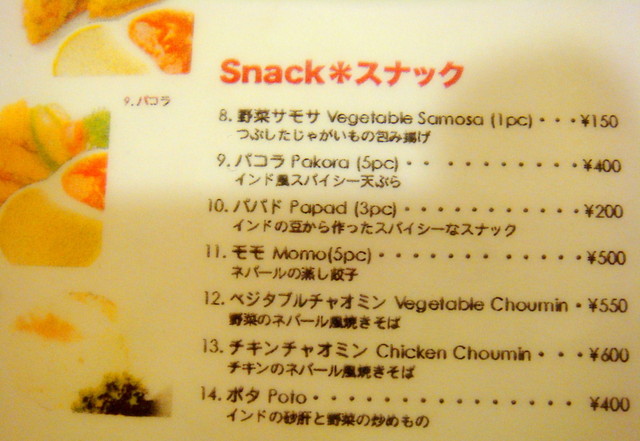 Snack＊スナック
8. 野菜サモサ Vegetable Samosa (1pc)・・・¥150
つぶしたじゃがいもの包み揚げ
9. パコラ
9. パコラ Pakora (5pc)・・・・・・・・・・¥400
インド風スパイシー天ぷら
10. パパド Papad (3pc)・・・・・・・・・・・¥200
インドの豆から作ったスパイシーなスナック
11. モモ Momo(5pc)・・・・・・・・・・・・¥500
ネパールの蒸し餃子
12. ベジタブルチャオミン Vegetable Choumin・¥550
野菜のネパール風焼きそば
13. チキンチャオミン Chicken Choumin・・・¥600
チキンのネパール風焼きそば
14. ポタ Poto・・・・・・・・・・・・・・・・¥400
インドの砂肝と野菜の炒めもの